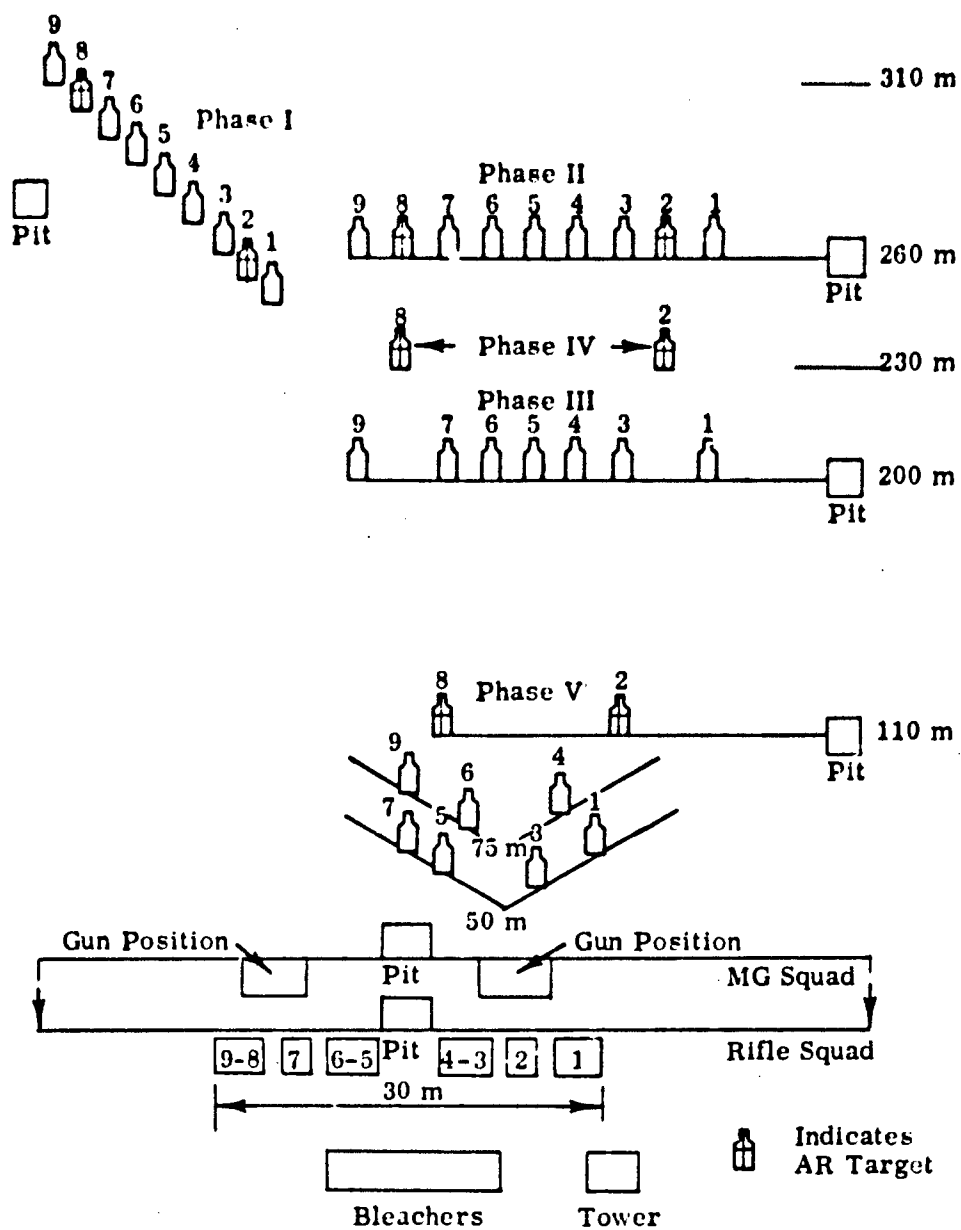 9
8
7
6
5
4
3
2
1
Phase I
Pit
310 m
Phase II
9 8 7 6 5 4 3 2 1
260 m
Pit
8 2
Phase IV
230 m
Phase III
9 7 6 5 4 3 1
200 m
Pit
8 Phase V 2
110 m
Pit
9 6 4
7 5 3 1
75 m
50 m
Gun Position Gun Position
Pit MG Squad
Pit Rifle Squad
9-8 7 6-5 4-3 2 1
30 m
Indicates
AR Target
Bleachers Tower